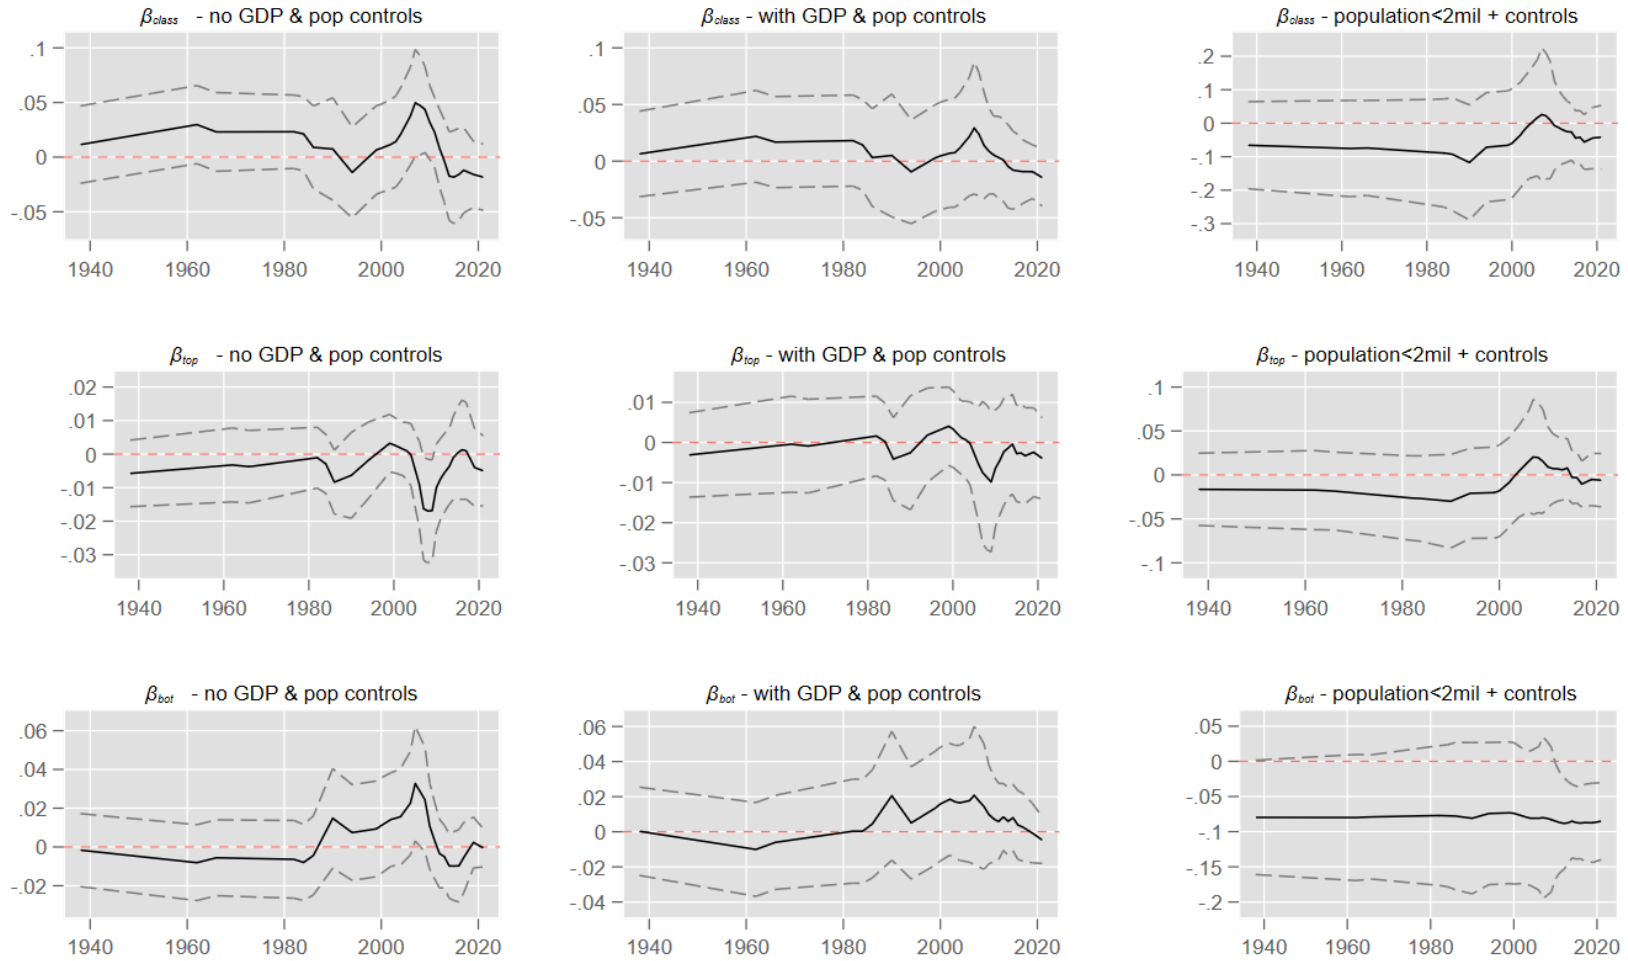 βclass - no GDP & pop controls
.1
.05
0
-.05
1940 1960 1980 2000 2020
βclass - with GDP & pop controls
.1
.05
0
-.05
1940 1960 1980 2000 2020
βclass - population<2mil + controls
.2
.1
0
-.1
-.2
-.3
1940 1960 1980 2000 2020
βtop - no GDP & pop controls
.02
.01
0
-.01
-.02
-.03
1940 1960 1980 2000 2020
βtop - with GDP & pop controls
.01
0
-.01
-.02
-.03
1940 1960 1980 2000 2020
βtop - population<2mil + controls
.1
.05
0
-.05
-.1
1940 1960 1980 2000 2020
βbot - no GDP & pop controls
.06
.04
.02
0
-.02
1940 1960 1980 2000 2020
βbot - with GDP & pop controls
.06
.04
.02
0
-.02
-.04
1940 1960 1980 2000 2020
βbot - population<2mil + controls
.05
0
-.05
-.1
-.15
-.2
1940 1960 1980 2000 2020